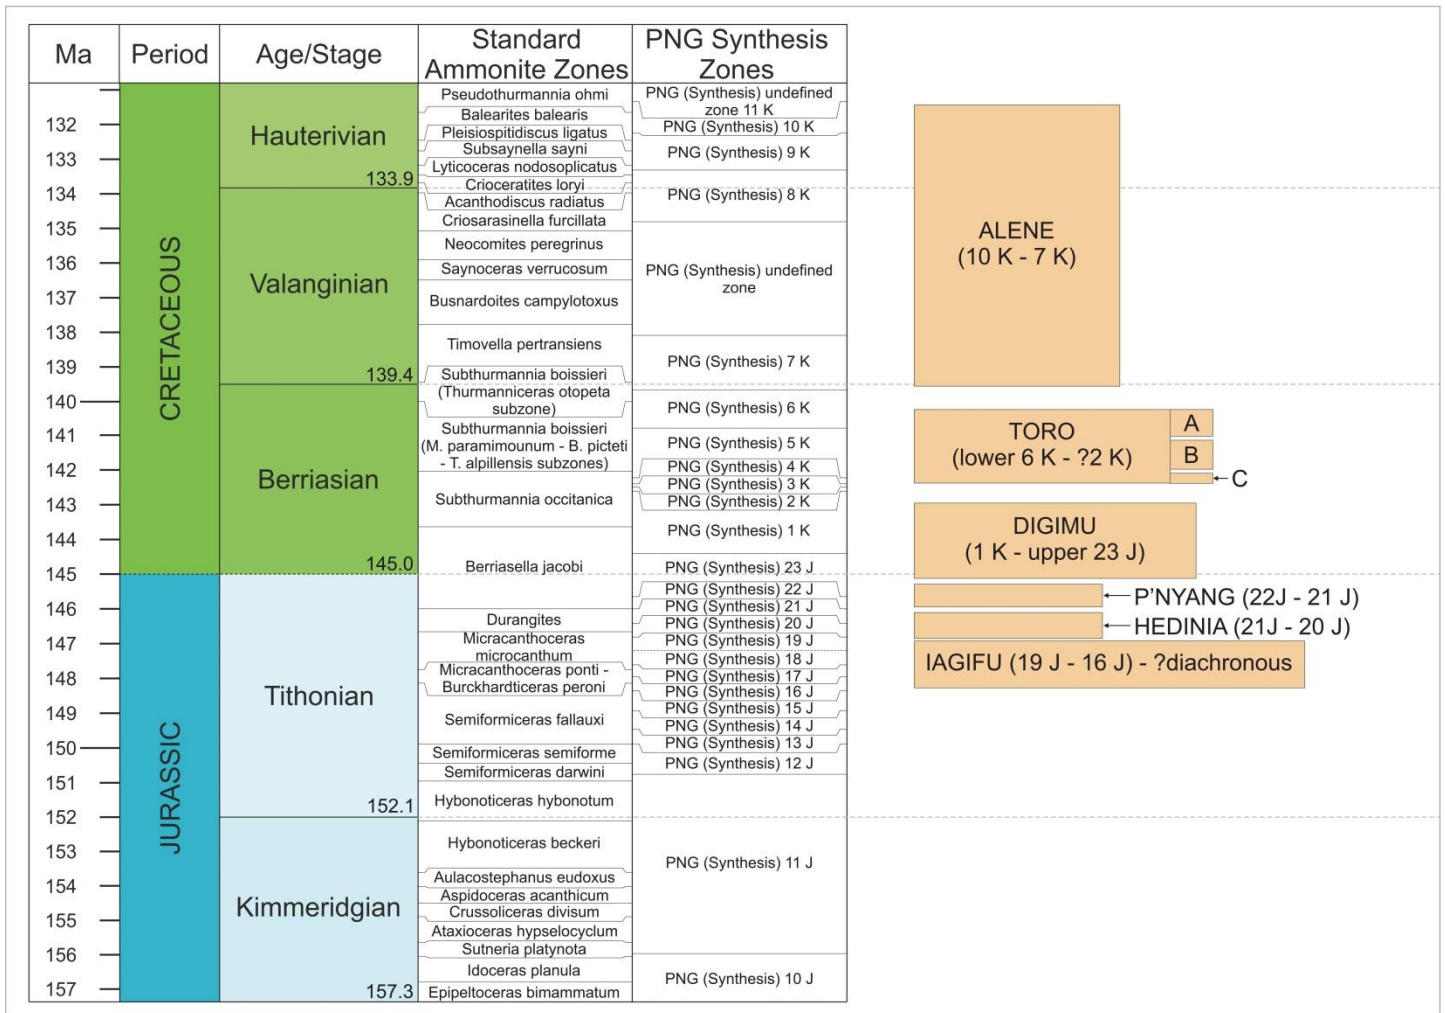 Ma
Period
Age/Stage
Standard
Ammonite Zones
PNG Synthesis
Zones
132
133
134
135
136
137
138
139
140
141
142
143
144
145
146
147
148
149
150
151
152
153
154
155
156
157
CRETACEOUS
JURASSIC
Hauterivian
133.9
Valanginian
139.4
Berriasian
145.0
Tithonian
152.1
Kimmeridgian
157.3
Pseudothurmannia ohmi
Balearites balearis
Pleisiospitidiscus ligatus
Subsaynella sayni
Lyticoceras nodosoplicatus
Crioceratites loryi
Acanthodiscus radiatus
Criosarasinella furcillata
Neocomites peregrinus
Saynoceras verrucosum
Busnardoites campylotoxus
Timovella pertransiens
Subthurmannia boissieri
(Thurmanniceras otopeta
subzone)
Subthurmannia boissieri
(M. paramimounum - B. picteti
- T. alpillensis subzones)
Subthurmannia occitanica
Berriasella jacobi
Durangites
Micracanthoceras
microcanthum
Micracanthoceras ponti -
Burckhardticeras peroni
Semiformiceras fallauxi
Semiformiceras semiforme
Semiformiceras darwini
Hybonoticeras hybonotum
Hybonoticeras beckeri
Aulacostephanus eudoxus
Aspidoceras acanthicum
Crussoliceras divisum
Ataxioceras hypselocyclum
Sutneria platynota
Idoceras planula
Epipeltoceras bimammatum
PNG (Synthesis) undefined
zone 11 K
PNG (Synthesis) 10 K
PNG (Synthesis) 9 K
PNG (Synthesis) 8 K
PNG (Synthesis) undefined
zone
PNG (Synthesis) 7 K
PNG (Synthesis) 6 K
PNG (Synthesis) 5 K
PNG (Synthesis) 4 K
PNG (Synthesis) 3 K
PNG (Synthesis) 2 K
PNG (Synthesis) 1 K
PNG (Synthesis) 23 J
PNG (Synthesis) 22 J
PNG (Synthesis) 21 J
PNG (Synthesis) 20 J
PNG (Synthesis) 19 J
PNG (Synthesis) 18 J
PNG (Synthesis) 17 J
PNG (Synthesis) 16 J
PNG (Synthesis) 15 J
PNG (Synthesis) 14 J
PNG (Synthesis) 13 J
PNG (Synthesis) 12 J
PNG (Synthesis) 11 J
PNG (Synthesis) 10 J
ALENE
(10 K - 7 K)
TORO
(lower 6 K - ?2 K)
A
B
C
DIGIMU
(1 K - upper 23 J)
P'NYANG (22J - 21 J)
HEDINIA (21J - 20 J)
IAGIFU (19 J - 16 J) - ?diachronous